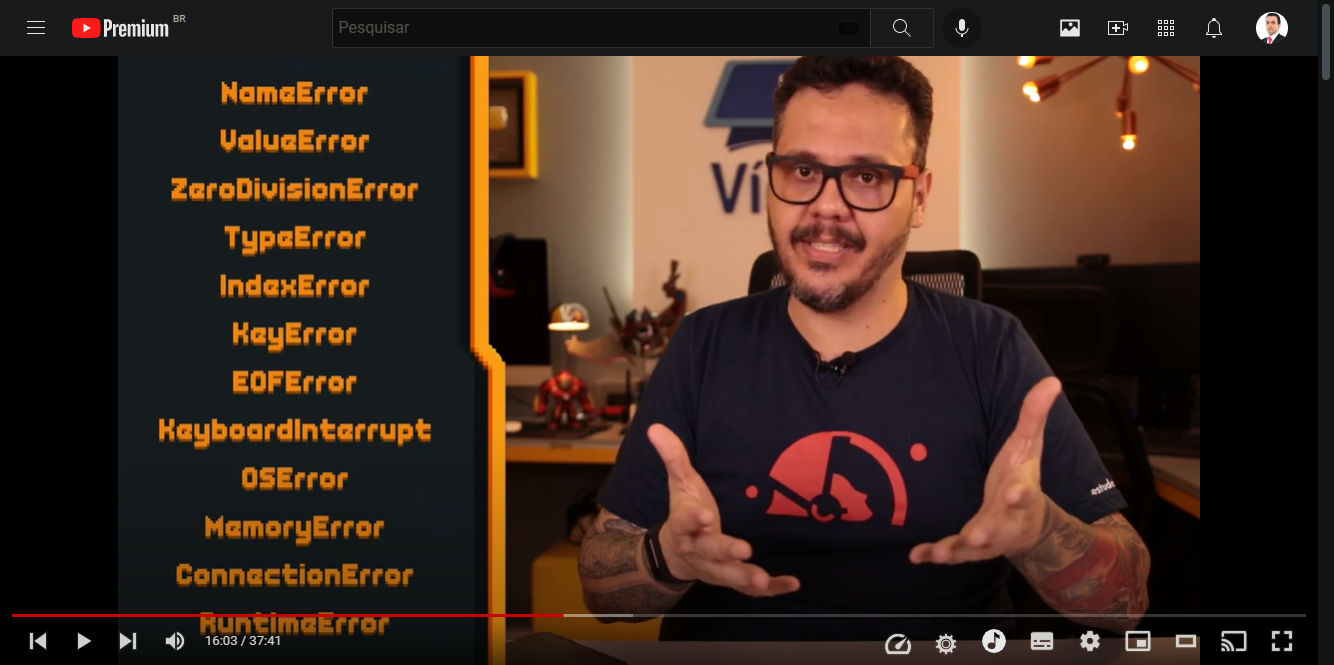 Premium BR
Pesquisar
NameError
ValueError
ZeroDivisionError
TypeError
IndexError
KeyError
EOFError
KeyboardInterrupt
OSError
MemoryError
ConnectionError
RuntimeError
Ví
estud
16:03 / 37:41